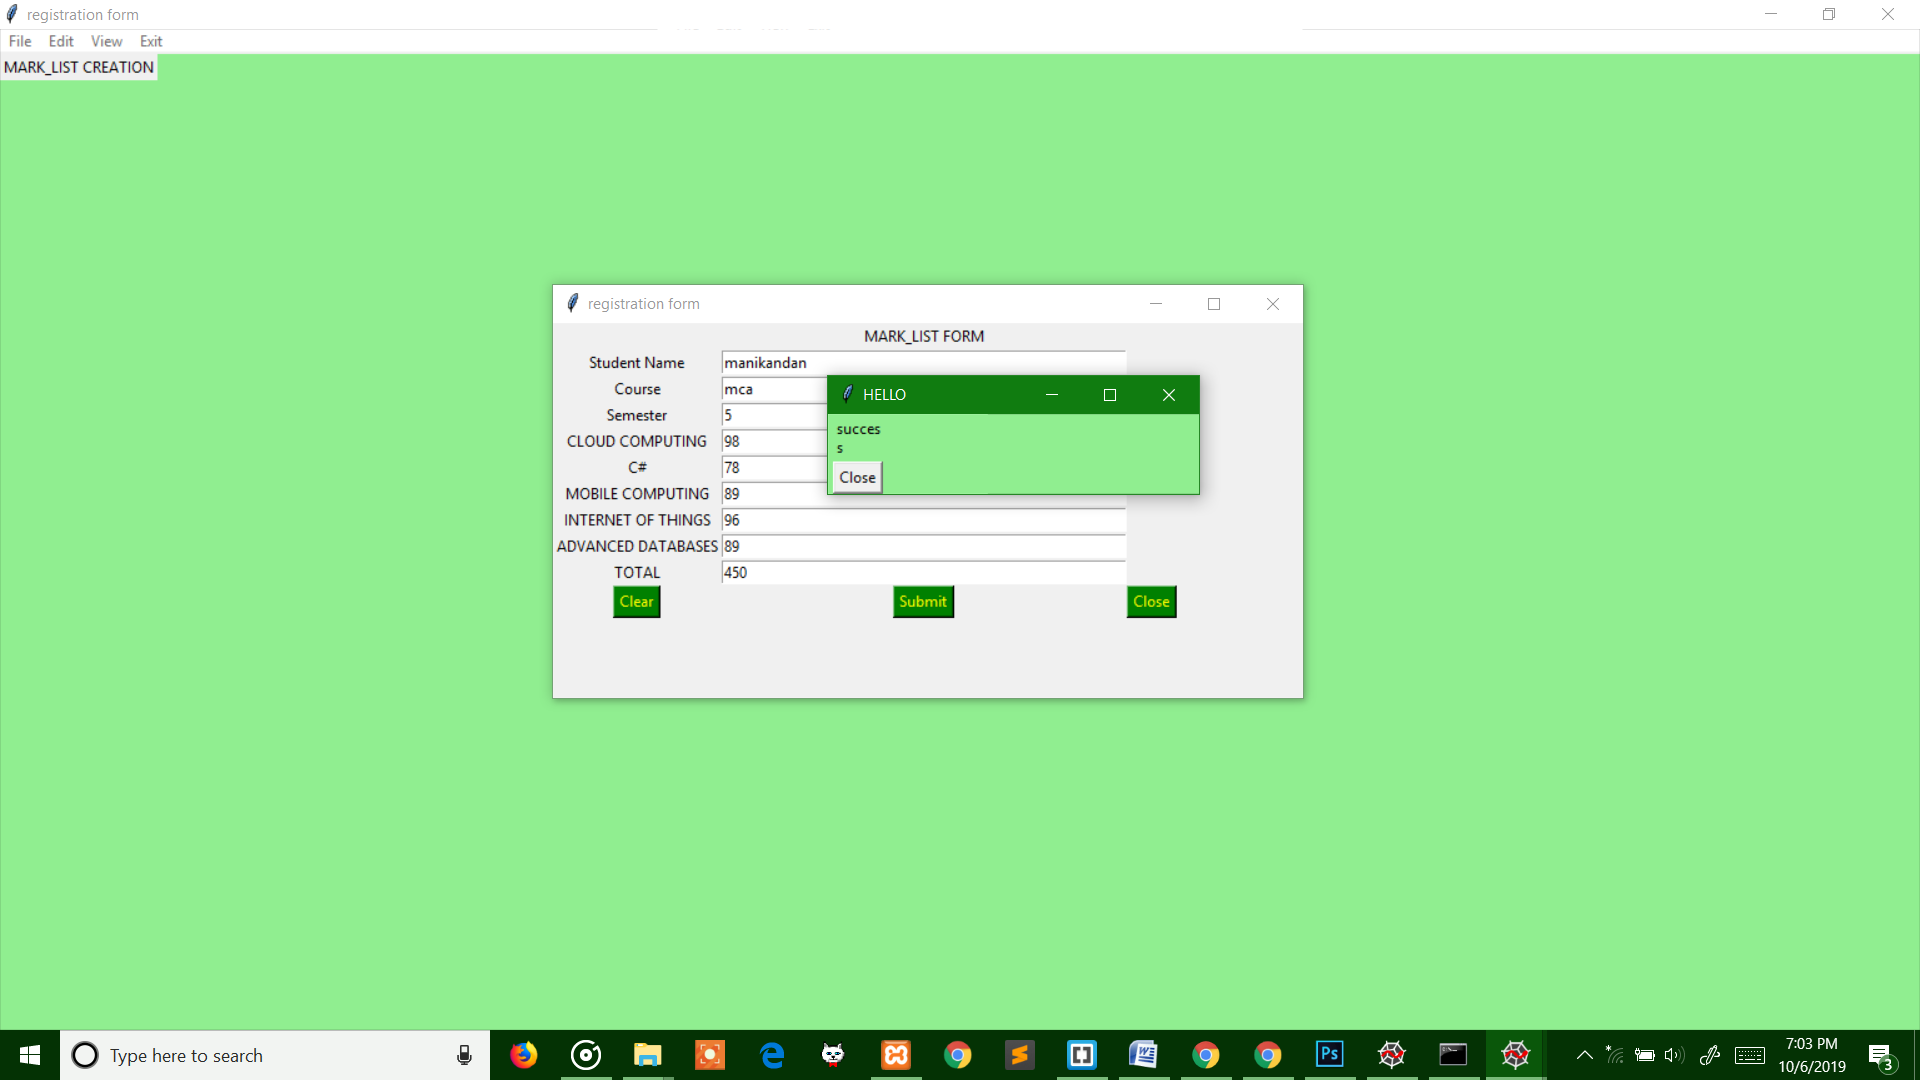 registration form
File Edit View Exit
MARK_LIST CREATION
registration form
MARK_LIST FORM
Student Name manikandan
Course mca
Semester 5
CLOUD COMPUTING 98
C# 78
MOBILE COMPUTING 89
INTERNET OF THINGS 96
ADVANCED DATABASES 89
TOTAL 450
Clear Submit Close
HELLO
succes
s
Close
Type here to search
Ps
7:03 PM
10/6/2019
3